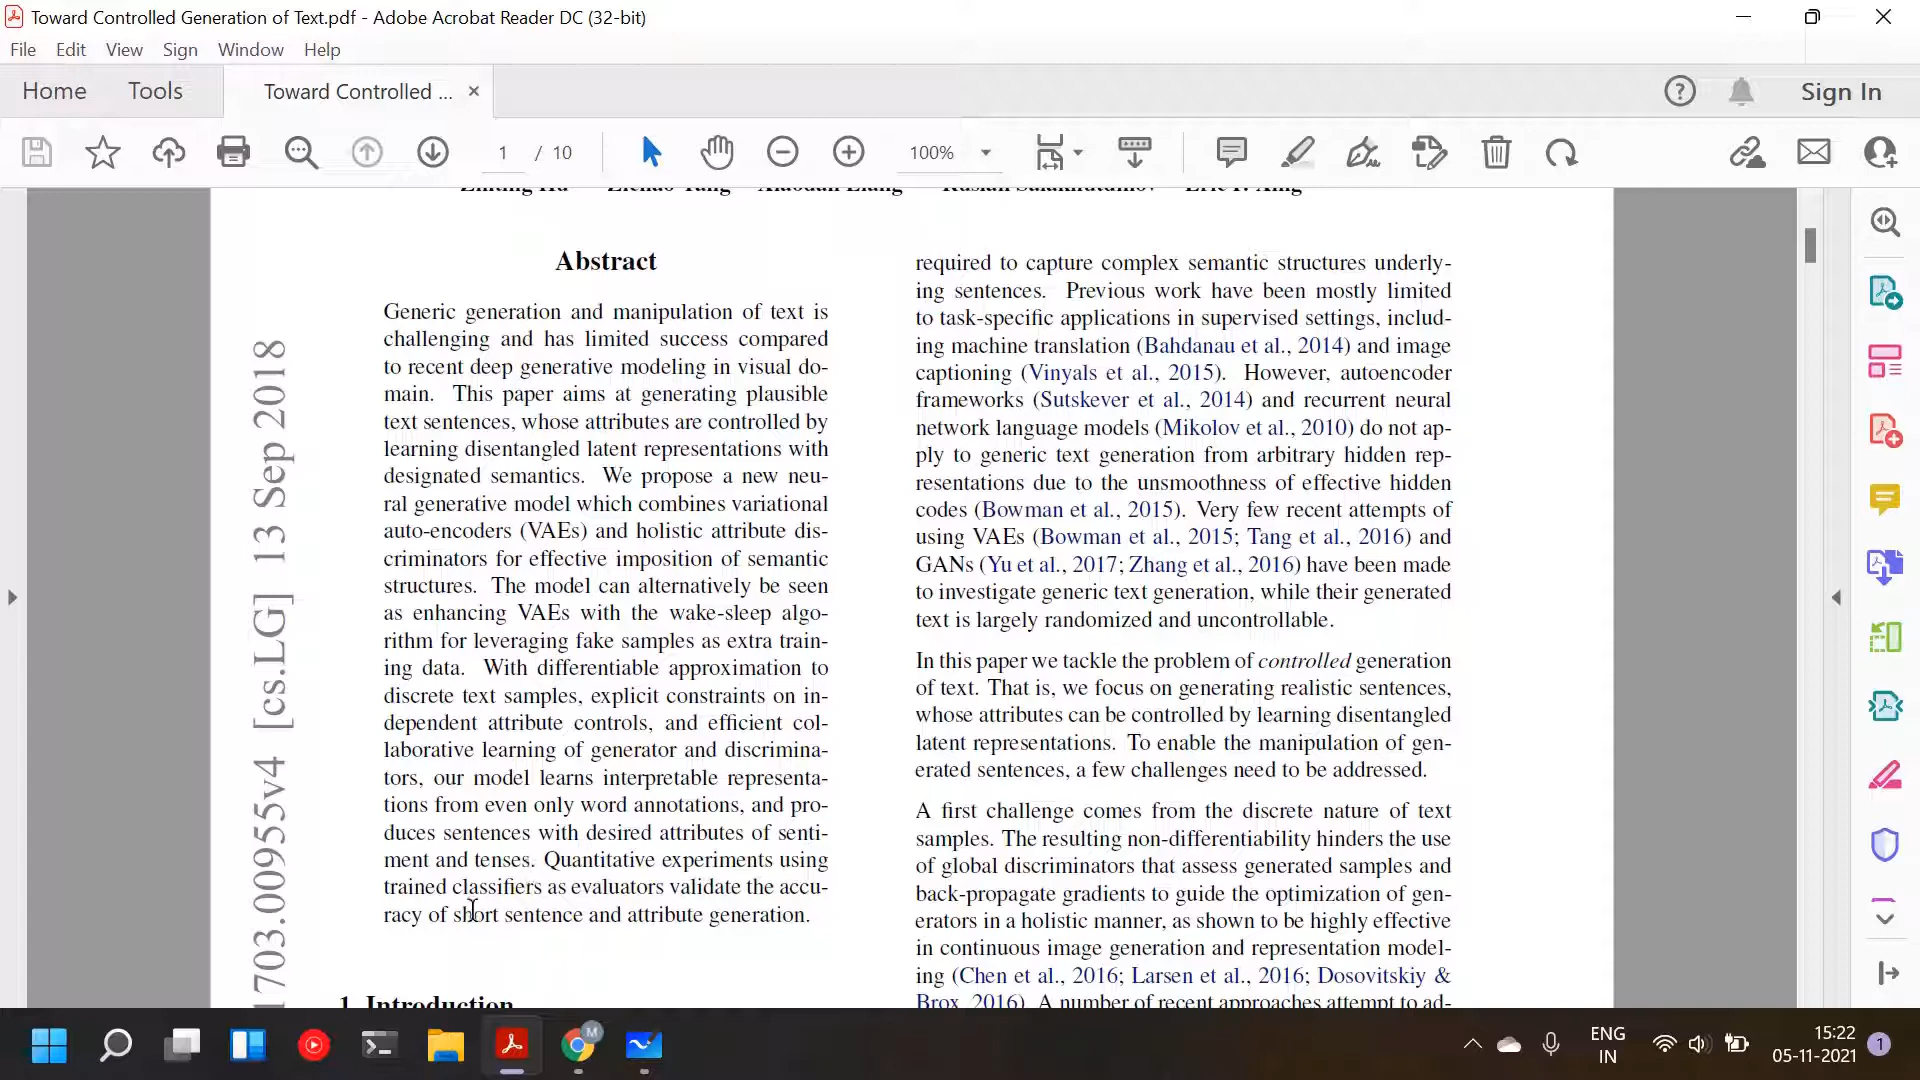 Toward Controlled Generation of Text.pdf - Adobe Acrobat Reader DC (32-bit)
File Edit View Sign Window Help
Home Tools Toward Controlled ... × Sign In
1 / 10 100%
Zhiting Hu Zichao Yang Xiaodan Liang Ruslan Salakhutdinov Eric P. Xing
Abstract
Generic generation and manipulation of text is
challenging and has limited success compared
to recent deep generative modeling in visual do-
main. This paper aims at generating plausible
text sentences, whose attributes are controlled by
learning disentangled latent representations with
designated semantics. We propose a new neu-
ral generative model which combines variational
auto-encoders (VAEs) and holistic attribute dis-
criminators for effective imposition of semantic
structures. The model can alternatively be seen
as enhancing VAEs with the wake-sleep algo-
rithm for leveraging fake samples as extra train-
ing data. With differentiable approximation to
discrete text samples, explicit constraints on in-
dependent attribute controls, and efficient col-
laborative learning of generator and discrimina-
tors, our model learns interpretable representa-
tions from even only word annotations, and pro-
duces sentences with desired attributes of senti-
ment and tenses. Quantitative experiments using
trained classifiers as evaluators validate the accu-
racy of short sentence and attribute generation.
1. Introduction
1703.00955v4 [cs.LG] 13 Sep 2018
required to capture complex semantic structures underly-
ing sentences. Previous work have been mostly limited
to task-specific applications in supervised settings, includ-
ing machine translation (Bahdanau et al., 2014) and image
captioning (Vinyals et al., 2015). However, autoencoder
frameworks (Sutskever et al., 2014) and recurrent neural
network language models (Mikolov et al., 2010) do not ap-
ply to generic text generation from arbitrary hidden rep-
resentations due to the unsmoothness of effective hidden
codes (Bowman et al., 2015). Very few recent attempts of
using VAEs (Bowman et al., 2015; Tang et al., 2016) and
GANs (Yu et al., 2017; Zhang et al., 2016) have been made
to investigate generic text generation, while their generated
text is largely randomized and uncontrollable.
In this paper we tackle the problem of controlled generation
of text. That is, we focus on generating realistic sentences,
whose attributes can be controlled by learning disentangled
latent representations. To enable the manipulation of gen-
erated sentences, a few challenges need to be addressed.
A first challenge comes from the discrete nature of text
samples. The resulting non-differentiability hinders the use
of global discriminators that assess generated samples and
back-propagate gradients to guide the optimization of gen-
erators in a holistic manner, as shown to be highly effective
in continuous image generation and representation model-
ing (Chen et al., 2016; Larsen et al., 2016; Dosovitskiy &
Brox, 2016). A number of recent approaches attempt to ad-
M
ENG
IN
15:22
05-11-2021
1